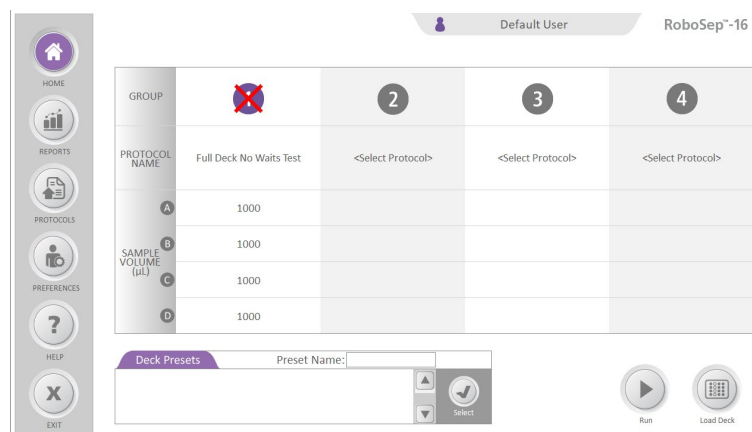 Default User
RoboSep™-16
HOME
REPORTS
PROTOCOLS
PREFERENCES
?
HELP
X
EXIT
GROUP
2
3
4
PROTOCOL NAME
Full Deck No Waits Test
<Select Protocol>
<Select Protocol>
<Select Protocol>
SAMPLE VOLUME (µL)
A
1000
B
1000
C
1000
D
1000
Deck Presets
Preset Name:
Select
Run
Load Deck